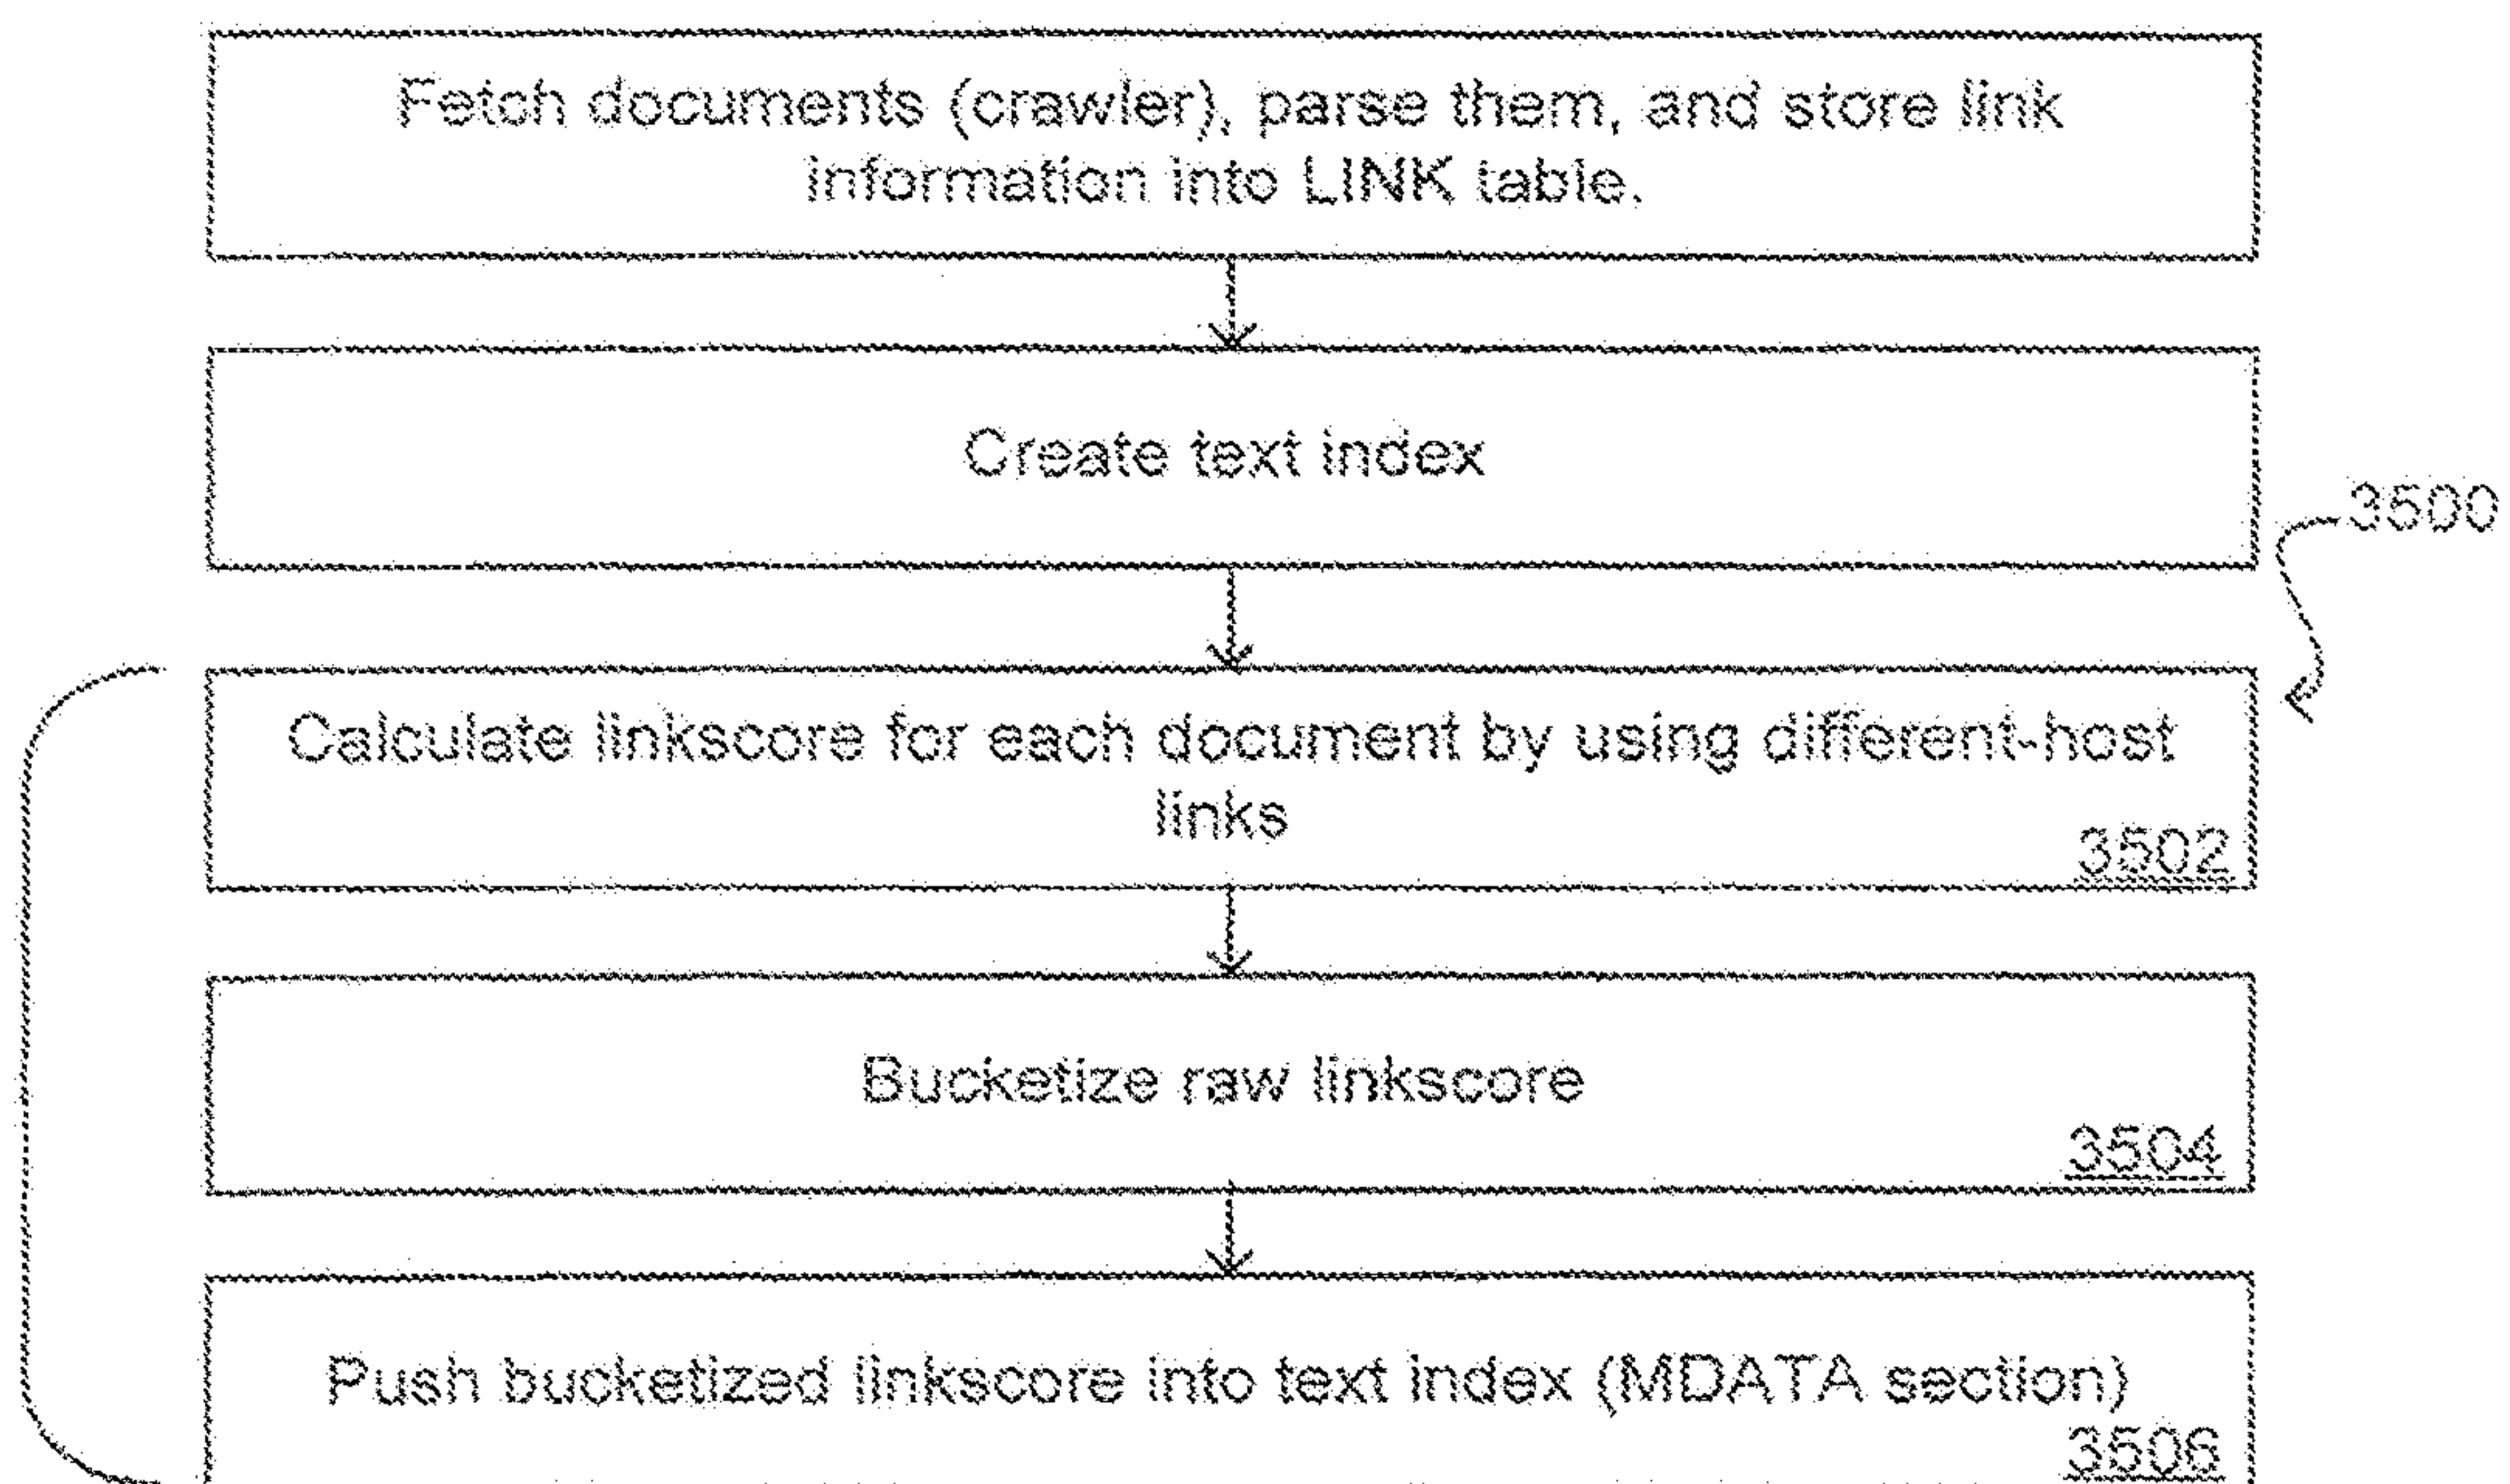 Fetch documents (crawler), parse them, and store link
information into LINK table.
Create text index
3500
Calculate linkscore for each document by using different-host
links
3502
Bucketize raw linkscore
3504
Push bucketized linkscore into text index (MDATA section)
3506